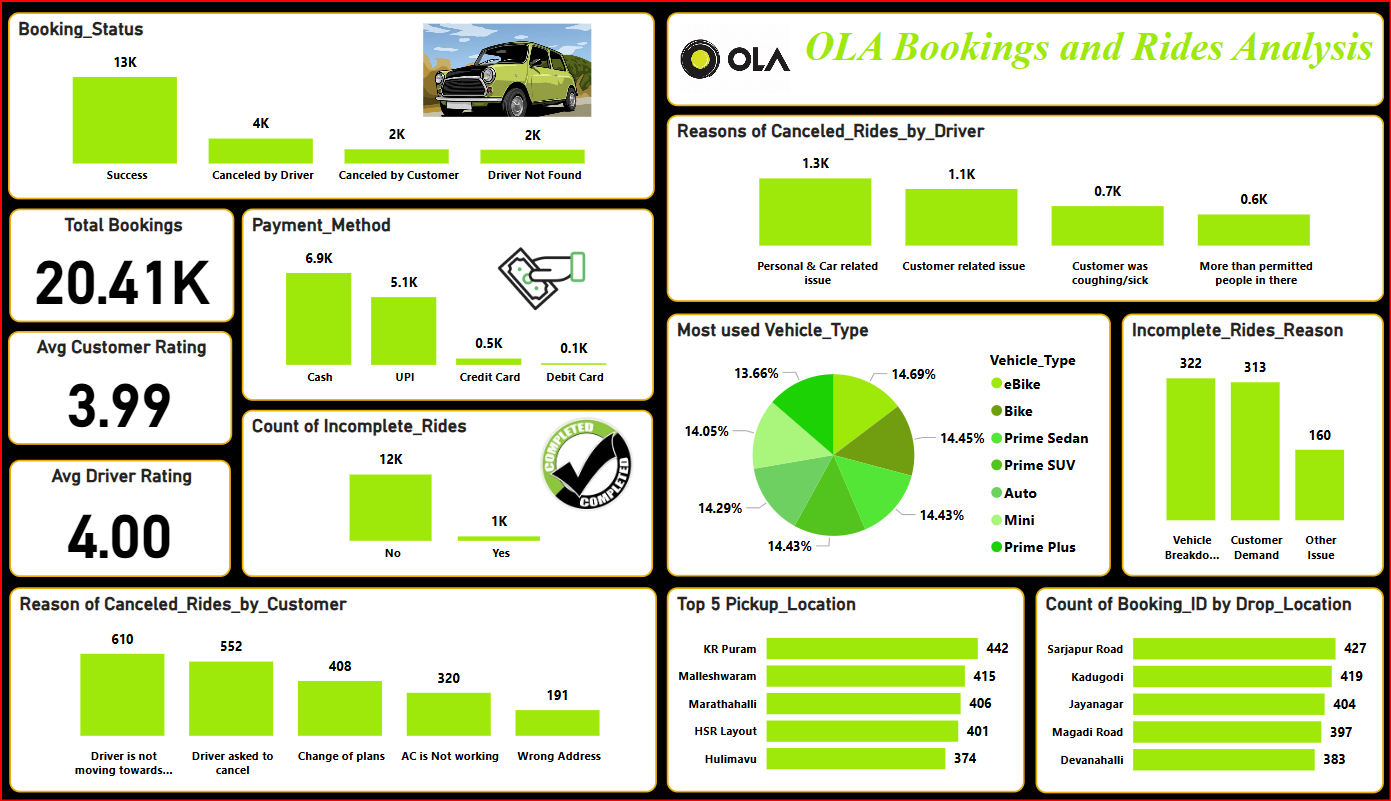 Booking_Status
13K
4K
2K
2K
Success
Canceled by Driver
Canceled by Customer
Driver Not Found
OLA
OLA Bookings and Rides Analysis
Reasons of Canceled_Rides_by_Driver
1.3K
1.1K
0.7K
0.6K
Personal & Car related
issue
Customer related issue
Customer was
coughing/sick
More than permitted
people in there
Total Bookings
20.41K
Payment_Method
6.9K
5.1K
0.5K
0.1K
Cash
UPI
Credit Card
Debit Card
Avg Customer Rating
3.99
Count of Incomplete_Rides
12K
1K
No
Yes
COMPLETED
COMPLETED
Avg Driver Rating
4.00
Most used Vehicle_Type
14.69%
14.45%
14.43%
14.43%
14.29%
14.05%
13.66%
Vehicle_Type
eBike
Bike
Prime Sedan
Prime SUV
Auto
Mini
Prime Plus
Incomplete_Rides_Reason
322
313
160
Vehicle
Breakdo...
Customer
Demand
Other
Issue
Reason of Canceled_Rides_by_Customer
610
552
408
320
191
Driver is not
moving towards...
Driver asked to
cancel
Change of plans
AC is Not working
Wrong Address
Top 5 Pickup_Location
KR Puram 442
Malleshwaram 415
Marathahalli 406
HSR Layout 401
Hulimavu 374
Count of Booking_ID by Drop_Location
Sarjapur Road 427
Kadugodi 419
Jayanagar 404
Magadi Road 397
Devanahalli 383